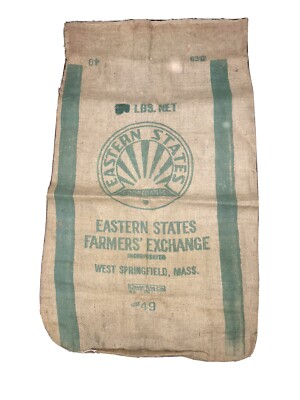 LBS. NET
EASTERN STATES
EASTERN STATES
FARMERS' EXCHANGE
INCORPORATED
WEST SPRINGFIELD, MASS.
49